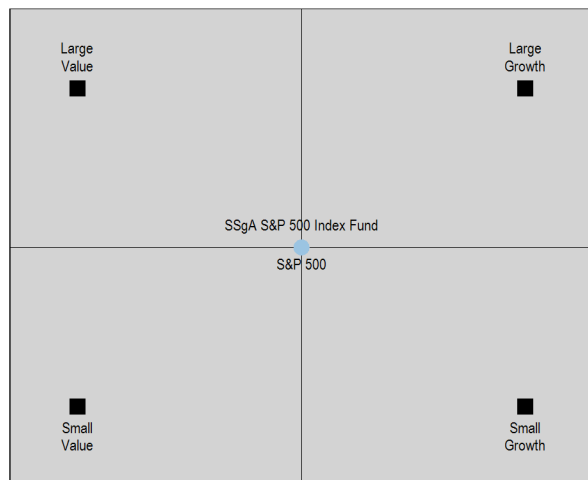 Large
Value
Large
Growth
SSgA S&P 500 Index Fund
S&P 500
Small
Value
Small
Growth